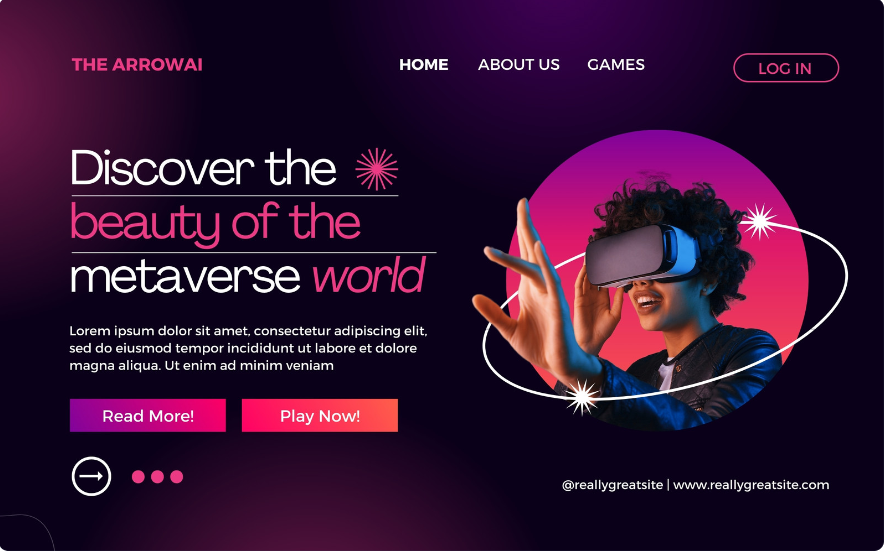 THE ARROWAI
HOME ABOUT US GAMES
LOG IN
Discover the
beauty of the
metaverse world
Lorem ipsum dolor sit amet, consectetur adipiscing elit,
sed do eiusmod tempor incididunt ut labore et dolore
magna aliqua. Ut enim ad minim veniam
Read More! Play Now!
@reallygreatsite | www.reallygreatsite.com